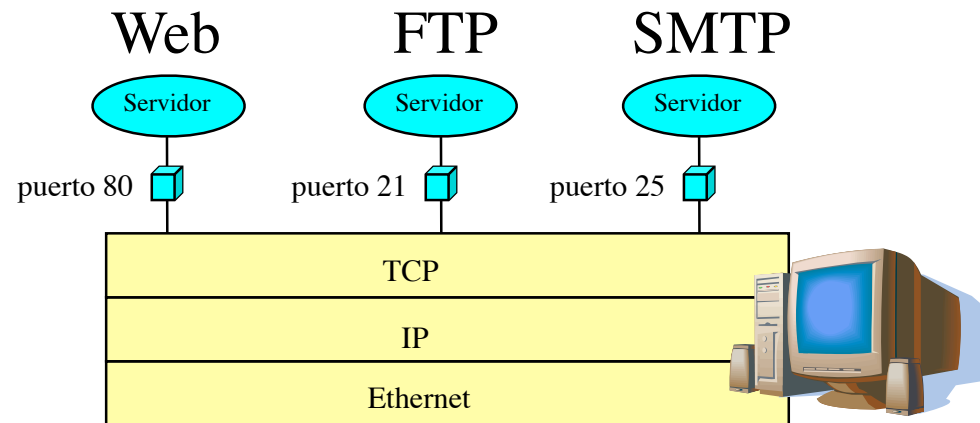 Web FTP SMTP
Servidor Servidor Servidor
puerto 80 puerto 21 puerto 25
TCP
IP
Ethernet